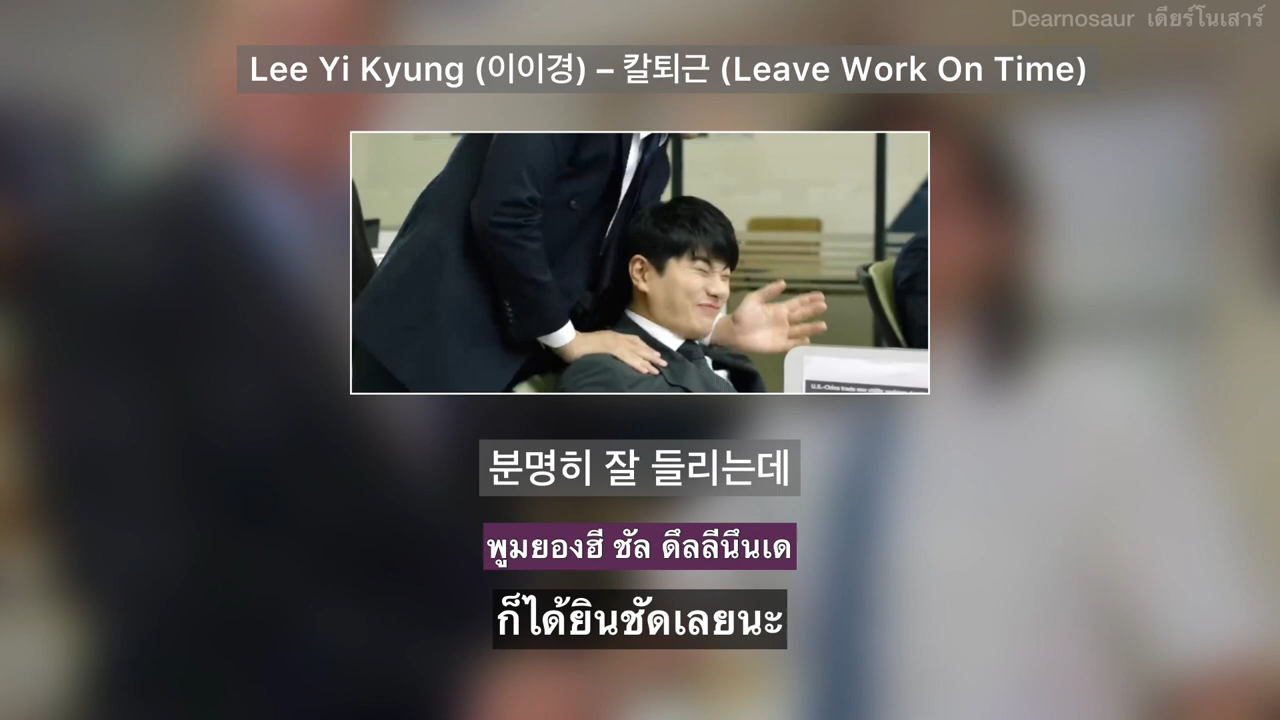 Dearnosaur เดียร์โนเสาร์
Lee Yi Kyung (이이경) – 칼퇴근 (Leave Work On Time)
U.S.-China trade war
분명히 잘 들리는데
พูมยองฮี ชัล ดึลลีนึนเด
ก็ได้ยินชัดเลยนะ